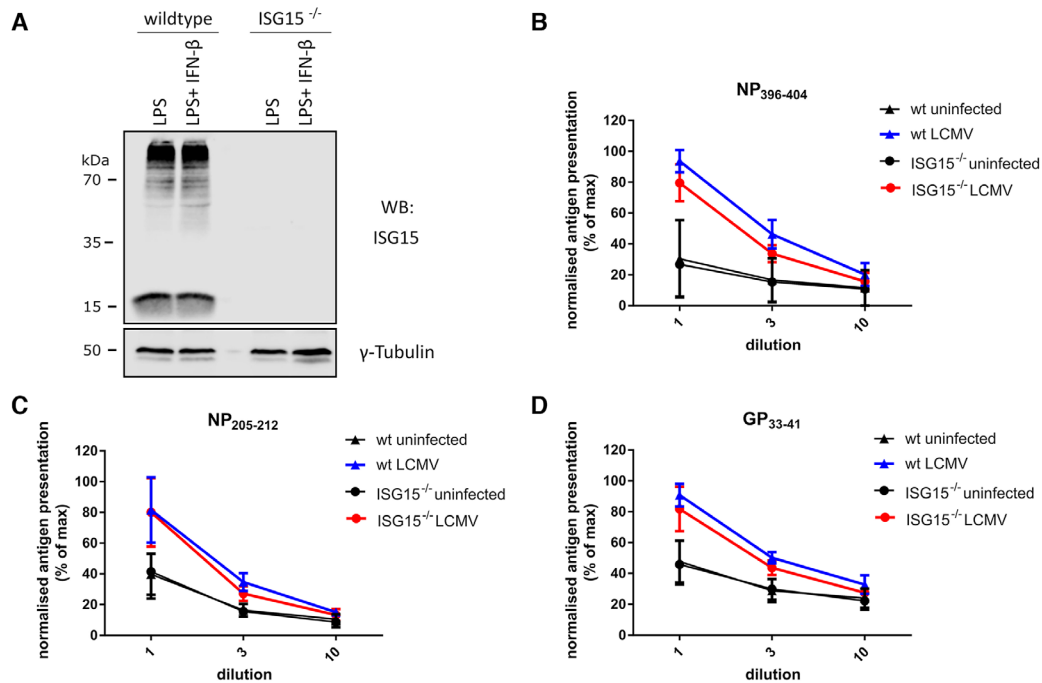 A
wildtype ISG15 -/-
LPS
LPS+ IFN-β
LPS
LPS+ IFN-β
kDa
70
35
15
50
WB:
ISG15
γ-Tubulin
B
NP396-404
normalised antigen presentation
(% of max)
120
100
80
60
40
20
0
1 3 10
dilution
wt uninfected
wt LCMV
ISG15-/- uninfected
ISG15-/- LCMV
C
NP205-212
normalised antigen presentation
(% of max)
120
100
80
60
40
20
0
1 3 10
dilution
wt uninfected
wt LCMV
ISG15-/- uninfected
ISG15-/- LCMV
D
GP33-41
normalised antigen presentation
(% of max)
120
100
80
60
40
20
0
1 3 10
dilution
wt uninfected
wt LCMV
ISG15-/- uninfected
ISG15-/- LCMV